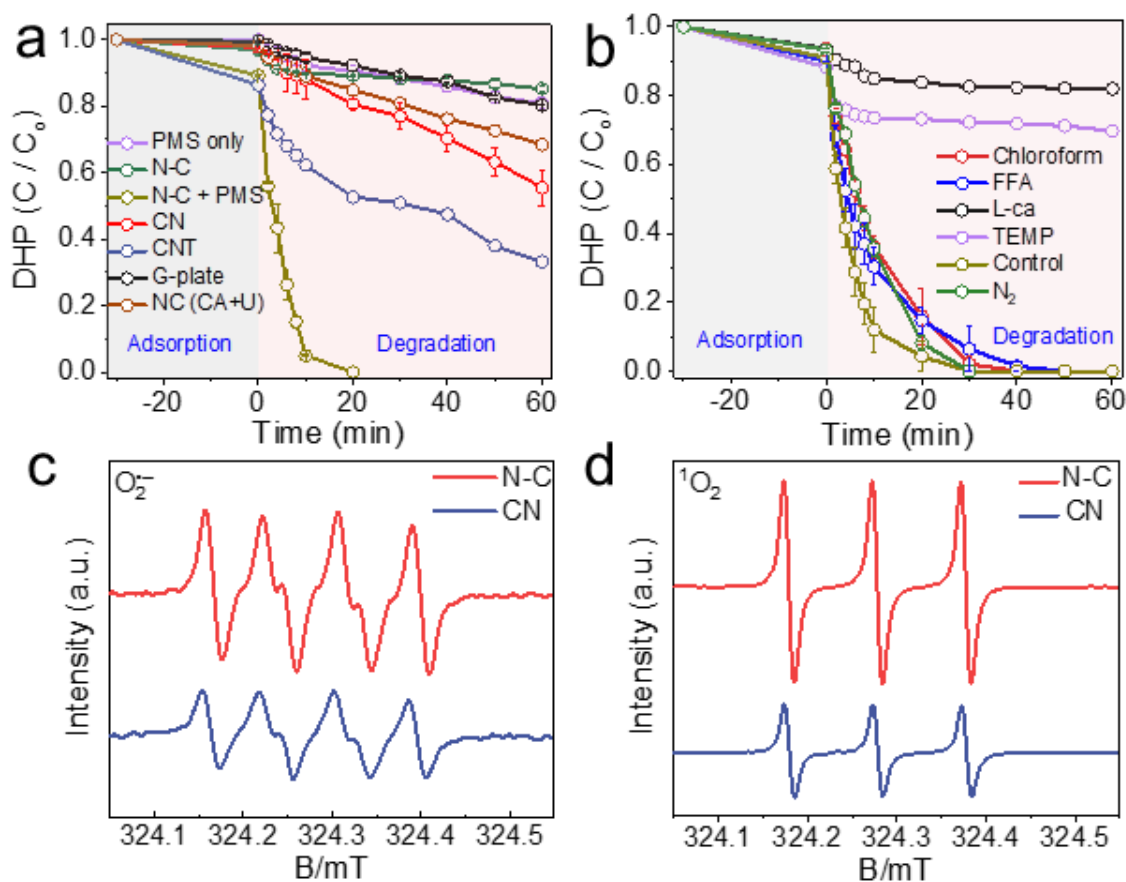 a
DHP (C / C₀)
1.0
0.8
0.6
0.4
0.2
0.0
PMS only
N-C
N-C + PMS
CN
CNT
G-plate
NC (CA+U)
Adsorption
Degradation
-20 0 20 40 60
Time (min)
b
DHP (C / C₀)
1.0
0.8
0.6
0.4
0.2
0.0
Chloroform
FFA
L-ca
TEMP
Control
N₂
Adsorption
Degradation
-20 0 20 40 60
Time (min)
c
O₂•−
N-C
CN
Intensity (a.u.)
324.1 324.2 324.3 324.4 324.5
B/mT
d
¹O₂
N-C
CN
Intensity (a.u.)
324.1 324.2 324.3 324.4 324.5
B/mT